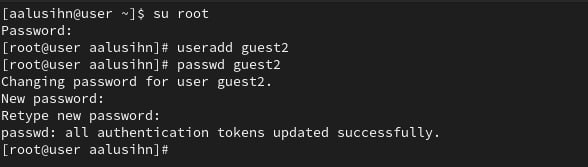 [aalusihn@user ~]$ su root
Password:
[root@user aalusihn]# useradd guest2
[root@user aalusihn]# passwd guest2
Changing password for user guest2.
New password:
Retype new password:
passwd: all authentication tokens updated successfully.
[root@user aalusihn]#